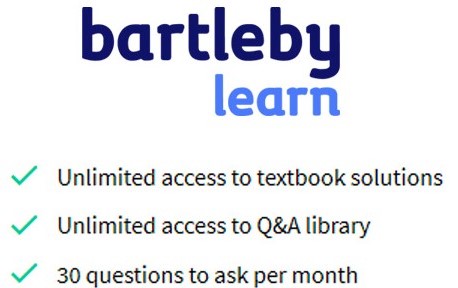 bartleby
learn
Unlimited access to textbook solutions
Unlimited access to Q&A library
30 questions to ask per month